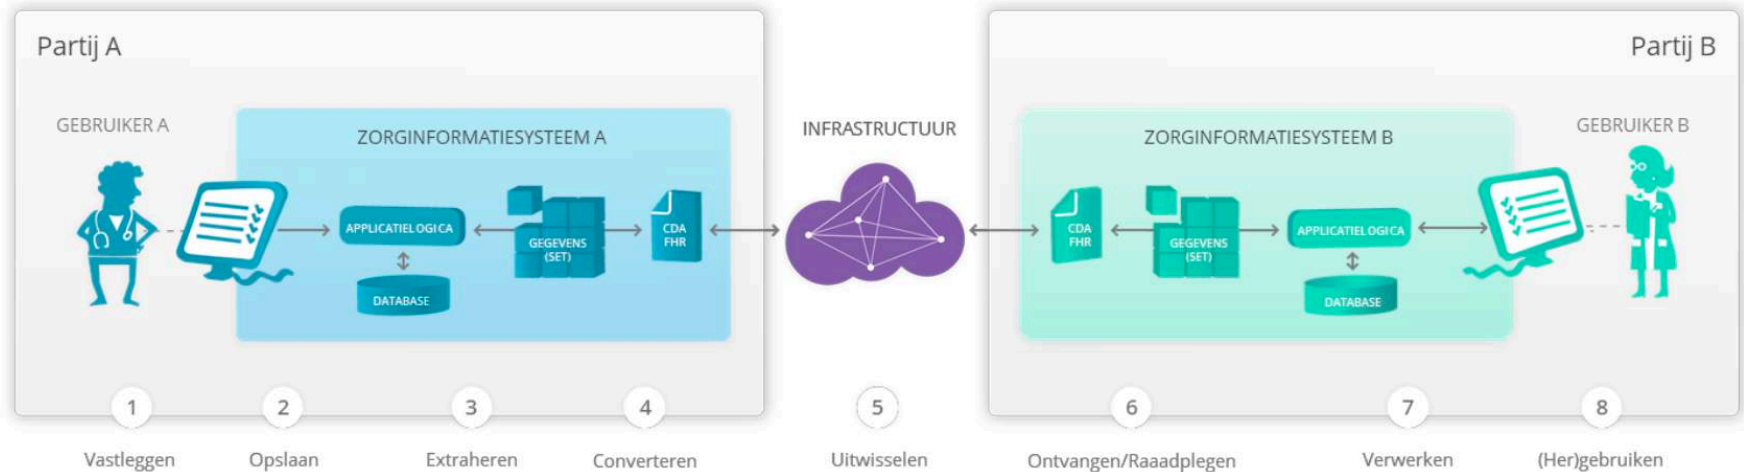 Partij A
Partij B
GEBRUIKER A
ZORGINFORMATIESYSTEEM A
INFRASTRUCTUUR
ZORGINFORMATIESYSTEEM B
GEBRUIKER B
APPLICATIELOGICA
DATABASE
GEGEVENS
(SET)
CDA
FHR
CDA
FHR
GEGEVENS
(SET)
APPLICATIELOGICA
DATABASE
1
2
3
4
5
6
7
8
Vastleggen
Opslaan
Extraheren
Converteren
Uitwisselen
Ontvangen/Raaadplegen
Verwerken
(Her)gebruiken